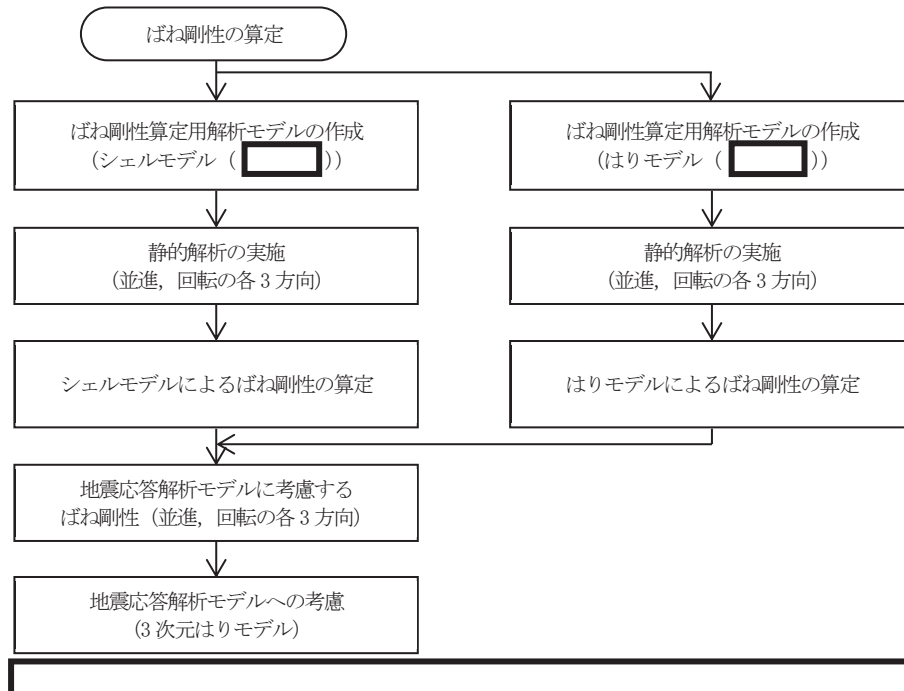 ばね剛性の算定
ばね剛性算定用解析モデルの作成
（シェルモデル（　　　））
静的解析の実施
（並進，回転の各3方向）
シェルモデルによるばね剛性の算定
ばね剛性算定用解析モデルの作成
（はりモデル（　　　））
静的解析の実施
（並進，回転の各3方向）
はりモデルによるばね剛性の算定
地震応答解析モデルに考慮する
ばね剛性（並進，回転の各3方向）
地震応答解析モデルへの考慮
（3次元はりモデル）